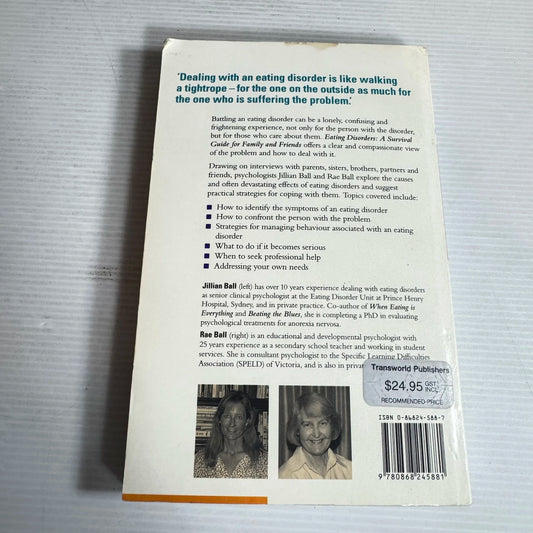 'Dealing with an eating disorder is like walking
a tightrope – for the one on the outside as much for
the one who is suffering the problem.'
Battling an eating disorder can be a lonely, confusing and
frightening experience, not only for the person with the disorder,
but for those who care about them. Eating Disorders: A Survival
Guide for Family and Friends offers a clear and compassionate view
of the problem and how to deal with it.
Drawing on interviews with parents, sisters, brothers, partners and
friends, psychologists Jillian Ball and Rae Ball explore the causes
and often devastating effects of eating disorders and suggest
practical strategies for coping with them. Topics covered include:
■ How to identify the symptoms of an eating disorder
■ How to confront the person with the problem
■ Strategies for managing behaviour associated with an eating
disorder
■ What to do if it becomes serious
■ When to seek professional help
■ Addressing your own needs
Jillian Ball (left) has over 10 years experience dealing with eating disorders
as senior clinical psychologist at the Eating Disorder Unit at Prince Henry
Hospital, Sydney, and in private practice. Co-author of When Eating is
Everything and Beating the Blues, she is completing a PhD in evaluating
psychological treatments for anorexia nervosa.
Rae Ball (right) is an educational and developmental psychologist with
25 years experience as a secondary school teacher and working in student
services. She is consultant psychologist to the Specific Learning Difficulties
Association (SPELD) of Victoria, and is also in privat
Transworld Publishers
$24.95 GST INCL
RECOMMENDED PRICE
ISBN 0-86824-588-7
9 780868 245881